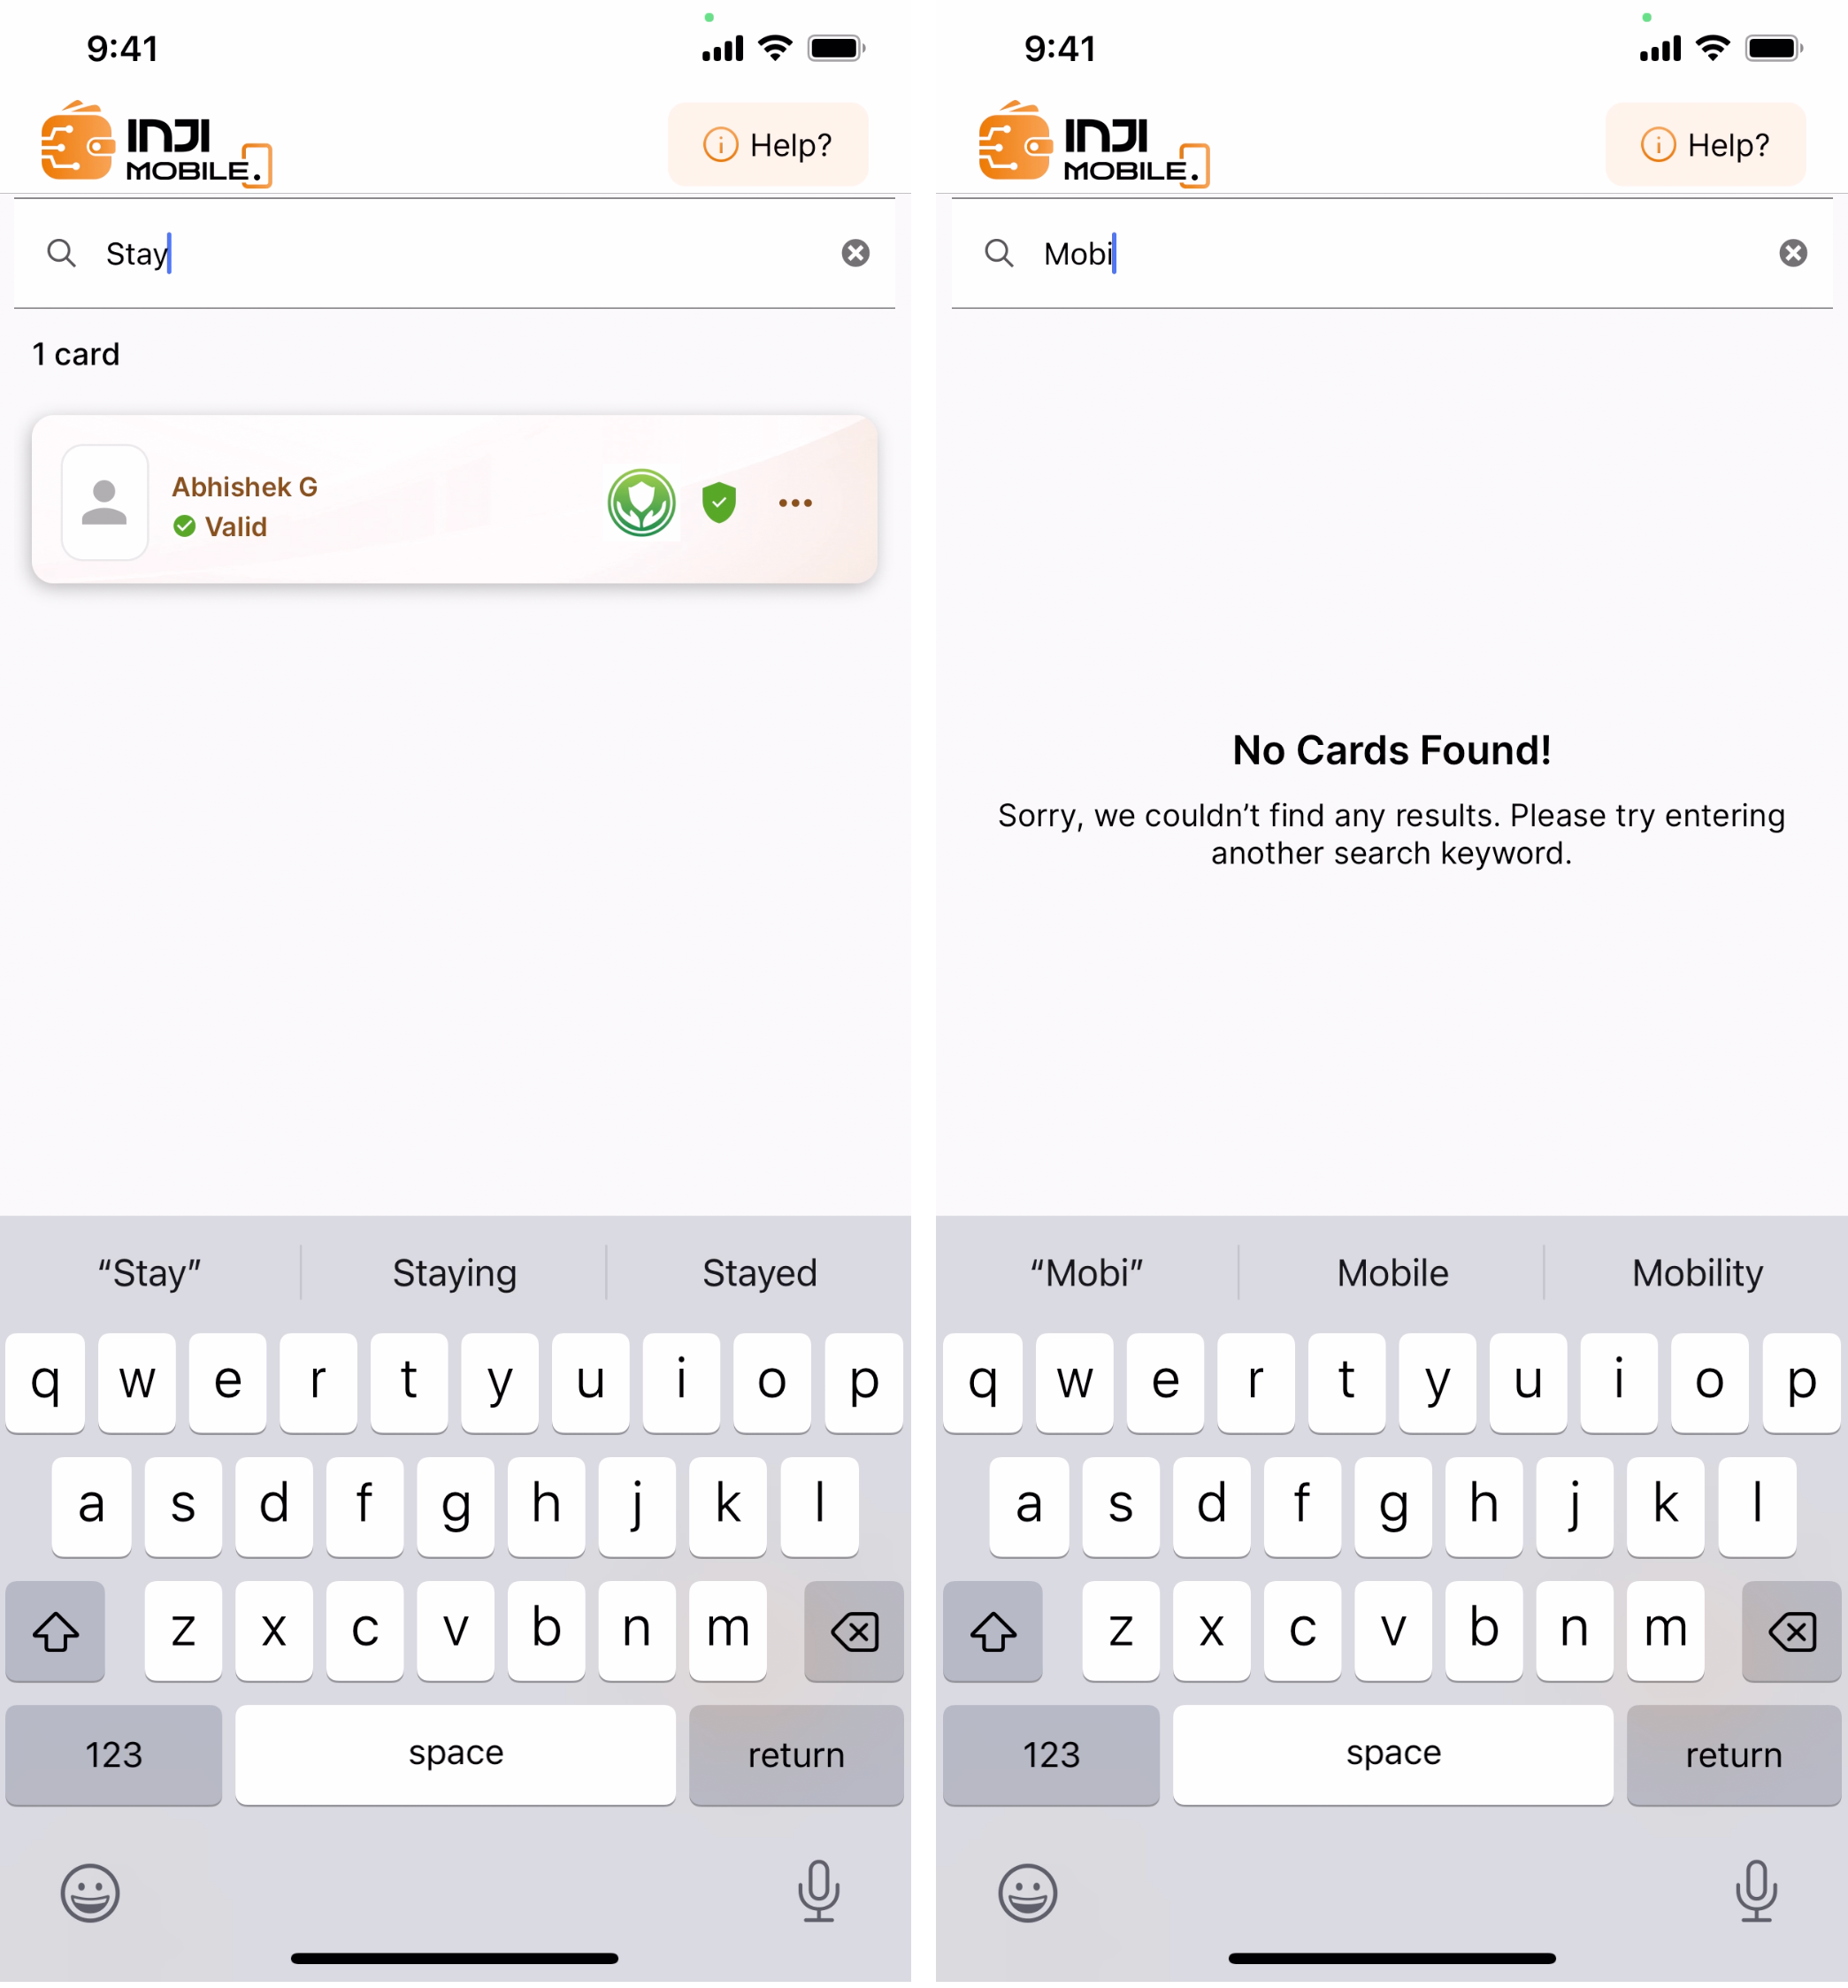 9:41
INJI
MOBILE.
Help?
Stay
1 card
Abhishek G
Valid
“Stay”
Staying
Stayed
q w e r t y u i o p
a s d f g h j k l
z x c v b n m
123
space
return
9:41
INJI
MOBILE.
Help?
Mobi
No Cards Found!
Sorry, we couldn’t find any results. Please try entering
another search keyword.
“Mobi”
Mobile
Mobility
q w e r t y u i o p
a s d f g h j k l
z x c v b n m
123
space
return